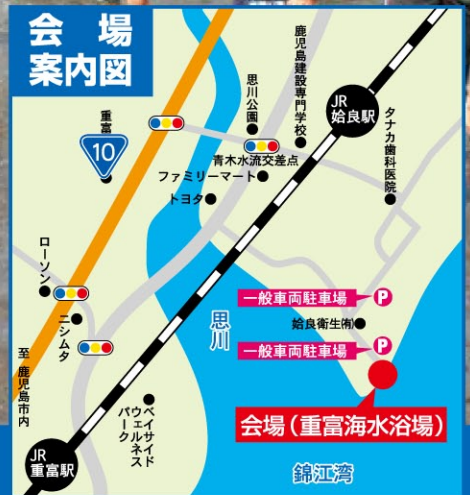 会場
案内図
鹿児島建設専門学校
JR
姶良駅
思川公園
重富
10
タナカ歯科医院
青木水流交差点
ファミリーマート
トヨタ
ローソン
ニシムタ
思川
一般車両駐車場
P
姶良衛生㈲
一般車両駐車場
P
至 鹿児島市内
ベイサイド
ウェルネス
パーク
会場(重富海水浴場)
JR
重富駅
錦江湾